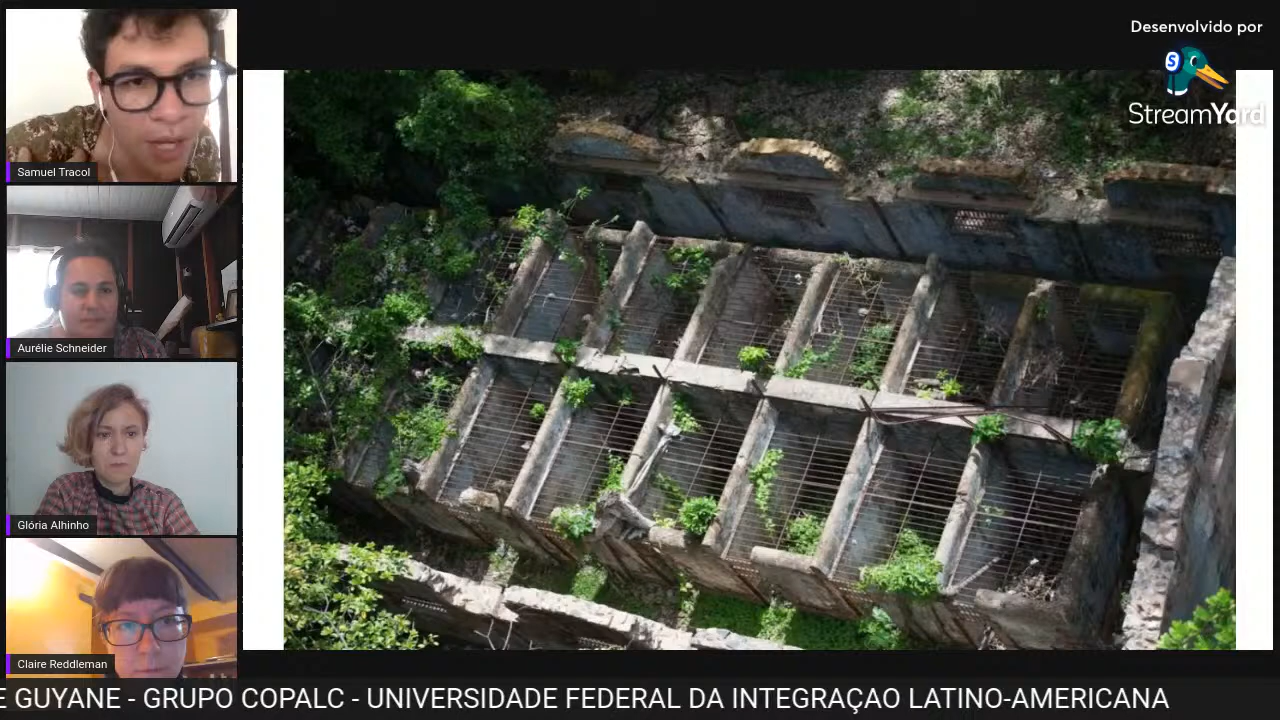 Desenvolvido por
StreamYard
Samuel Tracol
Aurélie Schneider
Glória Alhinho
Claire Reddleman
E GUYANE - GRUPO COPALC - UNIVERSIDADE FEDERAL DA INTEGRAÇAO LATINO-AMERICANA